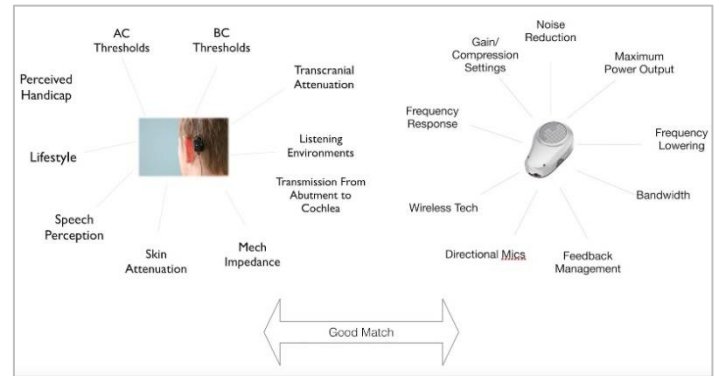 AC
Thresholds
BC
Thresholds
Perceived
Handicap
Transcranial
Attenuation
Lifestyle
Listening
Environments
Transmission From
Abutment to
Cochlea
Speech
Perception
Skin
Attenuation
Mech
Impedance
Noise
Reduction
Gain/
Compression
Settings
Maximum
Power Output
Frequency
Response
Frequency
Lowering
Wireless Tech
Bandwidth
Directional Mics
Feedback
Management
Good Match